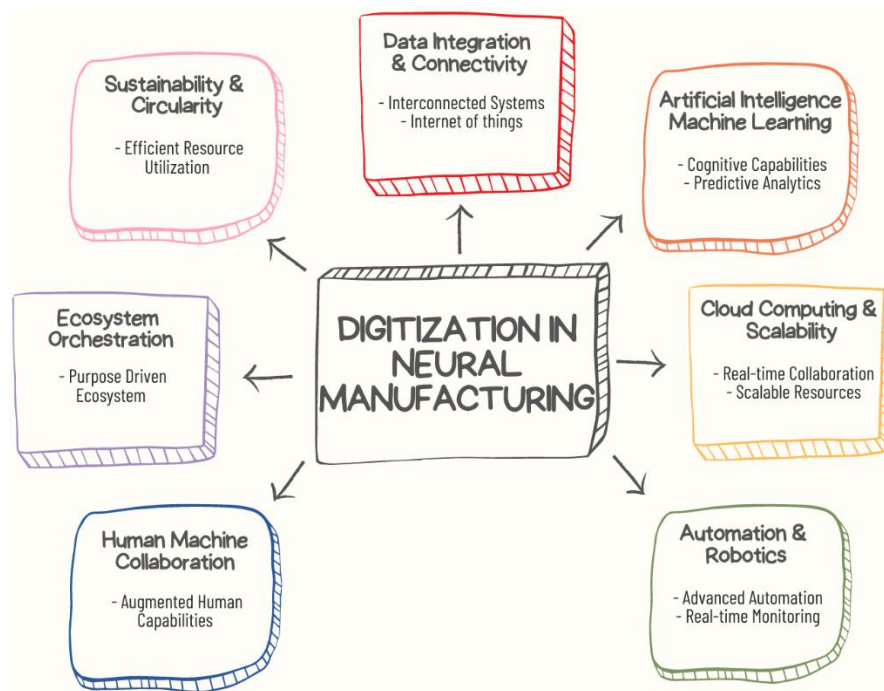 Data Integration
& Connectivity
- Interconnected Systems
- Internet of things
Sustainability &
Circularity
- Efficient Resource
Utilization
Artificial Intelligence
Machine Learning
- Cognitive Capabilities
- Predictive Analytics
DIGITIZATION IN
NEURAL
MANUFACTURING
Ecosystem
Orchestration
- Purpose Driven
Ecosystem
Cloud Computing &
Scalability
- Real-time Collaboration
- Scalable Resources
Human Machine
Collaboration
- Augmented Human
Capabilities
Automation &
Robotics
- Advanced Automation
- Real-time Monitoring